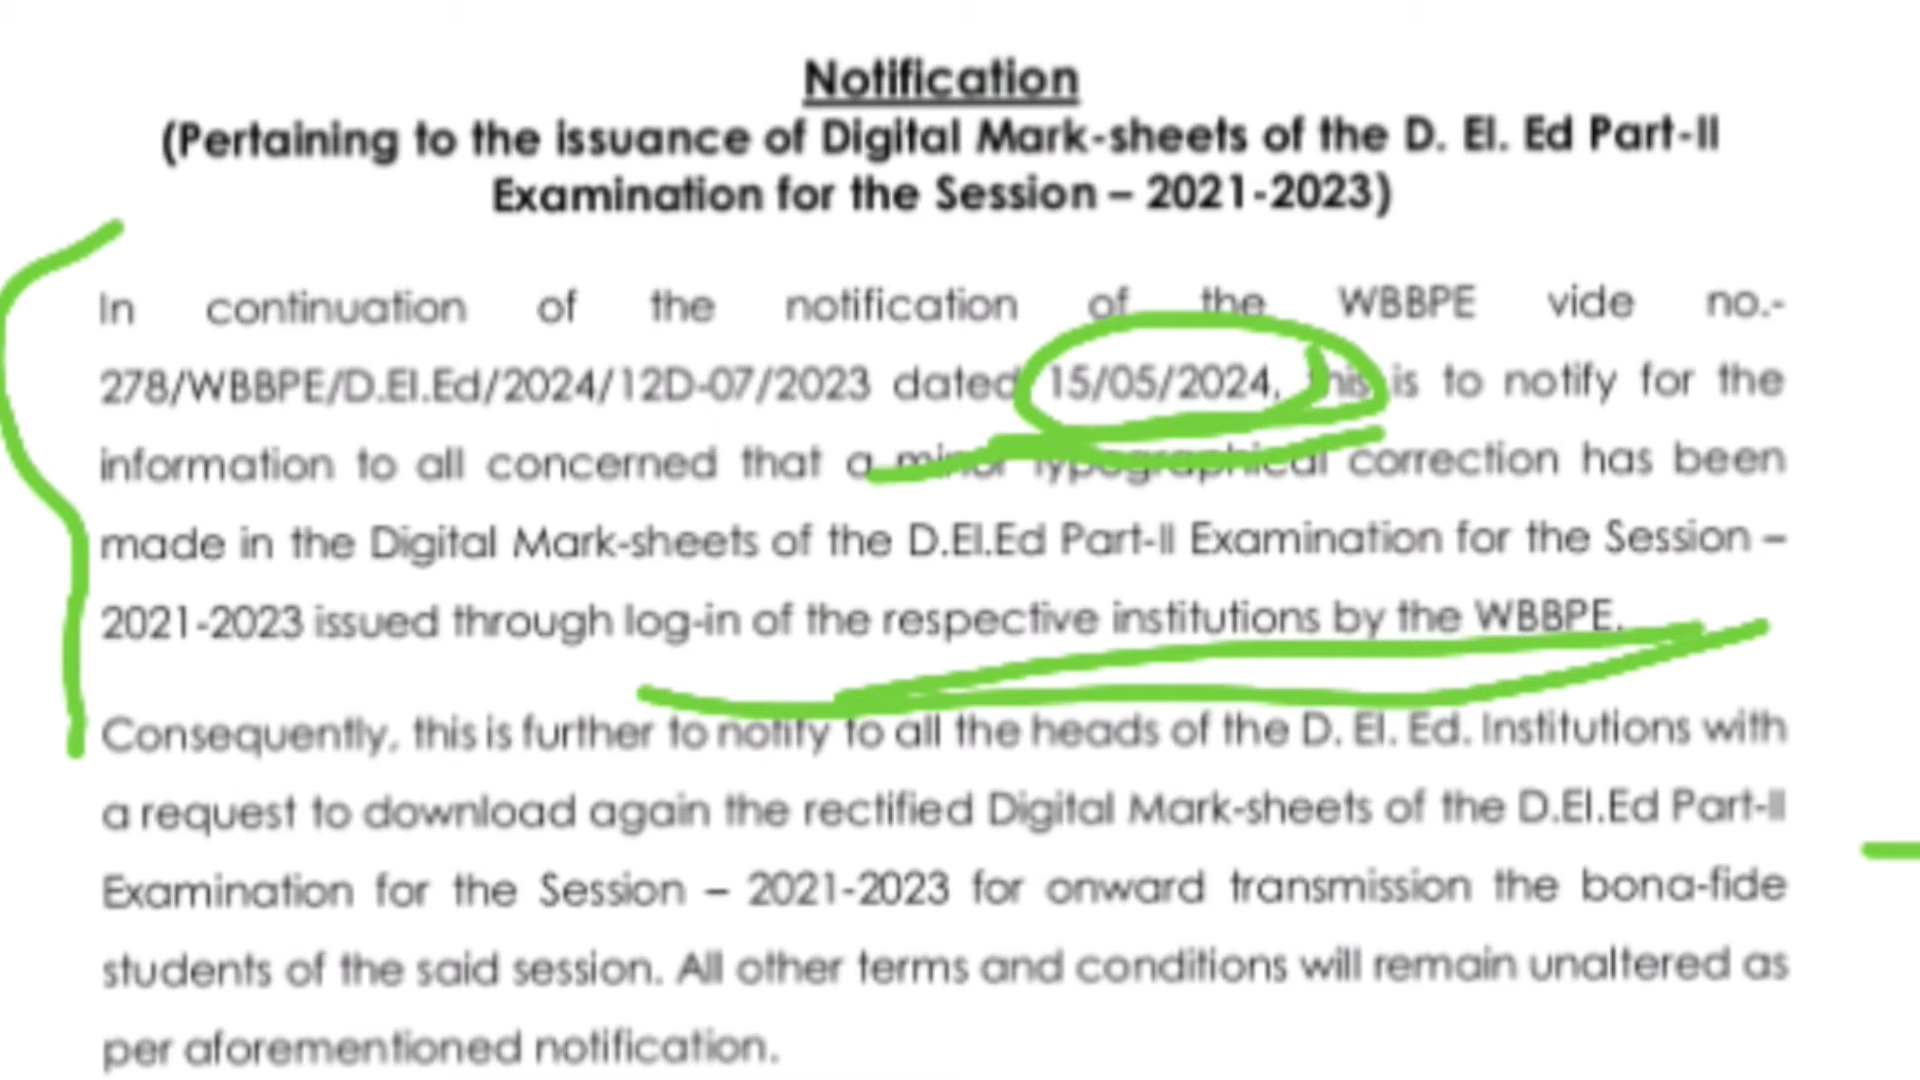 Notification
(Pertaining to the issuance of Digital Mark-sheets of the D. El. Ed Part-II
Examination for the Session – 2021-2023)
In continuation of the notification of the WBBPE vide no.-
278/WBBPE/D.El.Ed/2024/12D-07/2023 dated 15/05/2024, this is to notify for the
information to all concerned that a minor typographical correction has been
made in the Digital Mark-sheets of the D.El.Ed Part-II Examination for the Session –
2021-2023 issued through log-in of the respective institutions by the WBBPE.
Consequently, this is further to notify to all the heads of the D. El. Ed. Institutions with
a request to download again the rectified Digital Mark-sheets of the D.El.Ed Part-II
Examination for the Session – 2021-2023 for onward transmission the bona-fide
students of the said session. All other terms and conditions will remain unaltered as
per aforementioned notification.